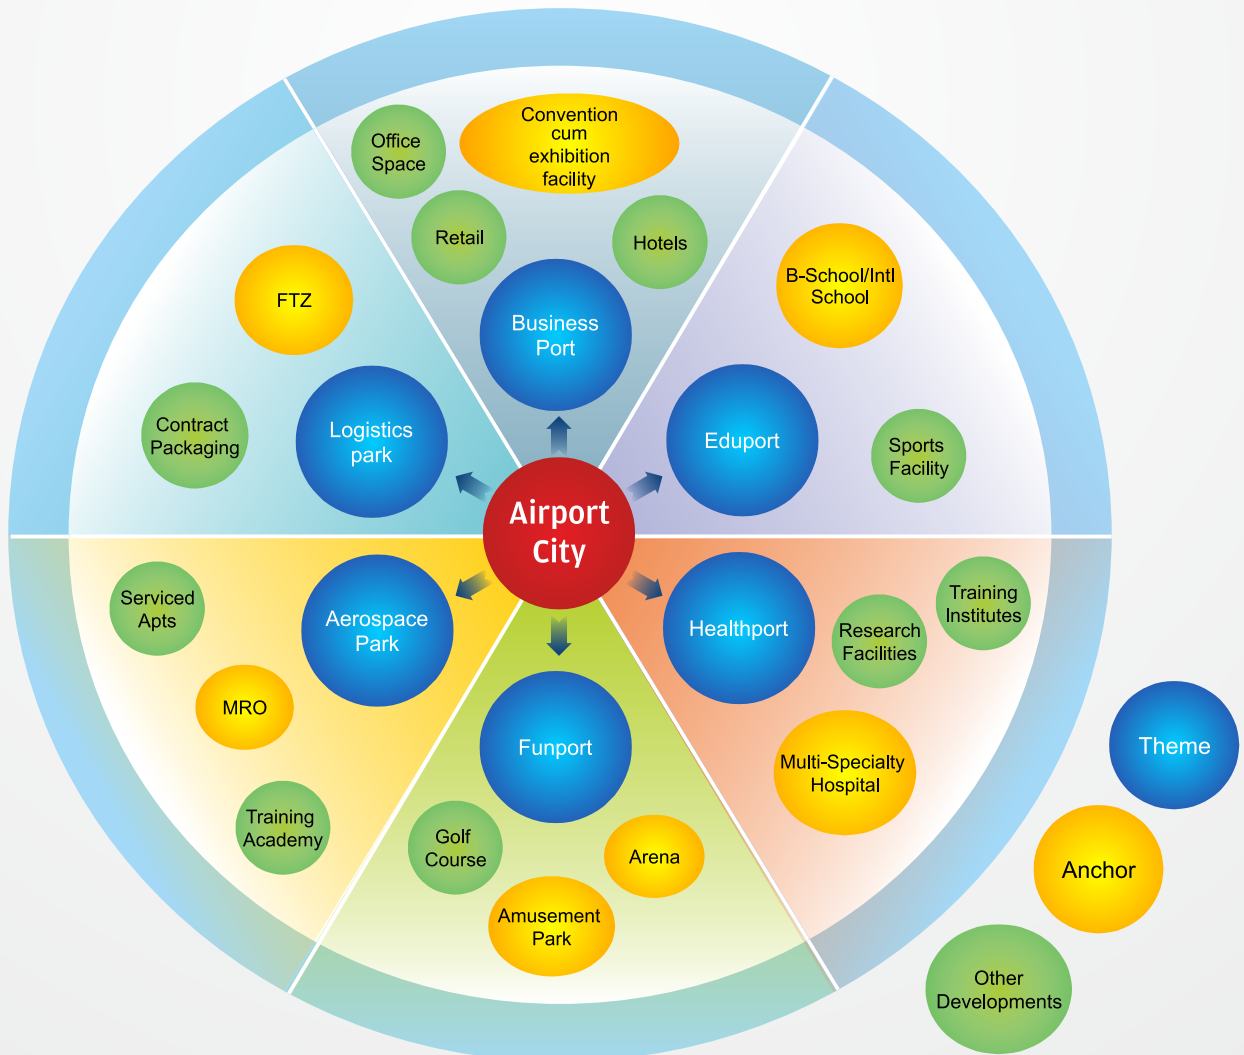 Office
Space
Convention
cum
exhibition
facility
Retail
Hotels
Business
Port
FTZ
Contract
Packaging
Logistics
park
B-School/Intl
School
Eduport
Sports
Facility
Airport
City
Serviced
Apts
Aerospace
Park
MRO
Training
Academy
Funport
Golf
Course
Arena
Amusement
Park
Healthport
Research
Facilities
Training
Institutes
Multi-Specialty
Hospital
Theme
Anchor
Other
Developments